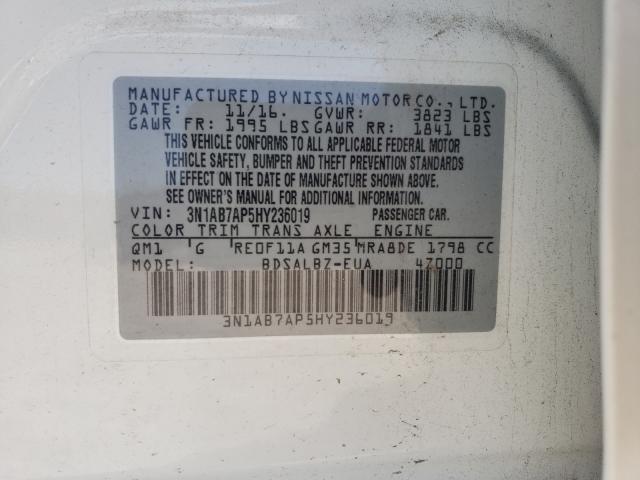 MANUFACTURED BY NISSAN MOTOR CO., LTD.
DATE: 11/16. GVWR: 3823 LBS
GAWR FR: 1995 LBS GAWR RR: 1841 LBS
THIS VEHICLE CONFORMS TO ALL APPLICABLE FEDERAL MOTOR
VEHICLE SAFETY, BUMPER AND THEFT PREVENTION STANDARDS
IN EFFECT ON THE DATE OF MANUFACTURE SHOWN ABOVE.
SEE OWNER'S MANUAL FOR ADDITIONAL INFORMATION.
VIN: 3N1AB7AP5HY236019 PASSENGER CAR.
COLOR TRIM TRANS AXLE ENGINE
QM1 G RE0F11A GM35 MRA8DE 1798 CC
MODEL: BDSALBZ-EUA 4Z000
3N1AB7AP5HY236019